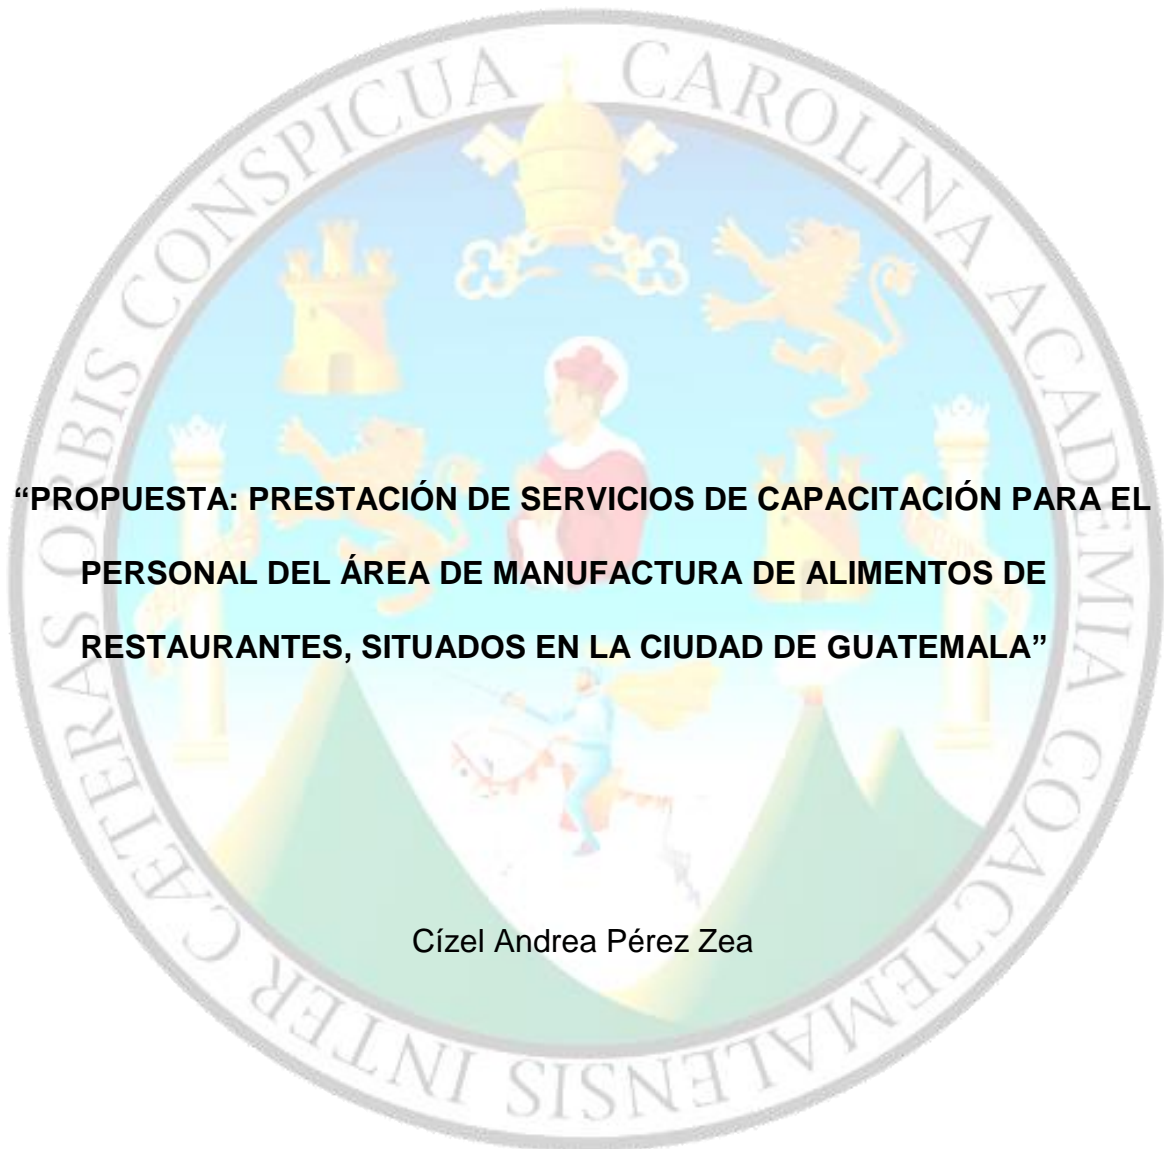 CAROLINA ACADEMIA COACTEMALENSIS INTER CÆTERAS ORBIS CONSPICUA
“PROPUESTA: PRESTACIÓN DE SERVICIOS DE CAPACITACIÓN PARA EL
PERSONAL DEL ÁREA DE MANUFACTURA DE ALIMENTOS DE
RESTAURANTES, SITUADOS EN LA CIUDAD DE GUATEMALA”
Cízel Andrea Pérez Zea